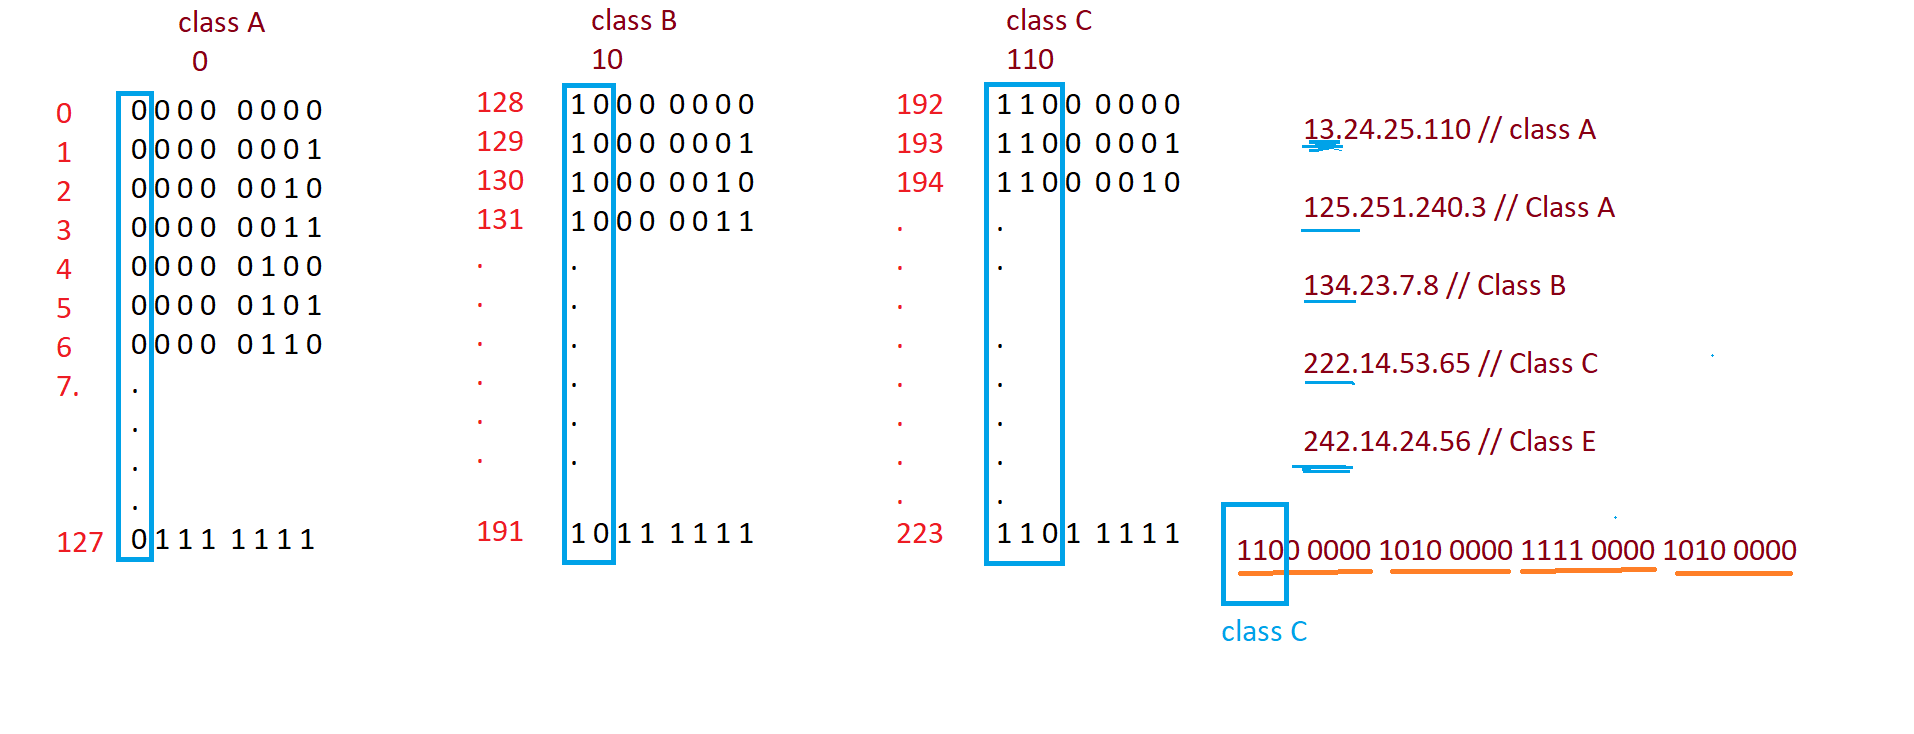 class A
0
0 0000 0000
1 0000 0001
2 0000 0010
3 0000 0011
4 0000 0100
5 0000 0101
6 0000 0110
7. .
.
.
.
127 0111 1111
class B
10
128 1000 0000
129 1000 0001
130 1000 0010
131 1000 0011
. .
. .
. .
. .
. .
. .
191 1011 1111
class C
110
192 1100 0000
193 1100 0001
194 1100 0010
. .
. .
.
. .
. .
. .
. .
. .
223 1101 1111
13.24.25.110 // class A
125.251.240.3 // Class A
134.23.7.8 // Class B
222.14.53.65 // Class C
242.14.24.56 // Class E
1100 0000 1010 0000 1111 0000 1010 0000
class C